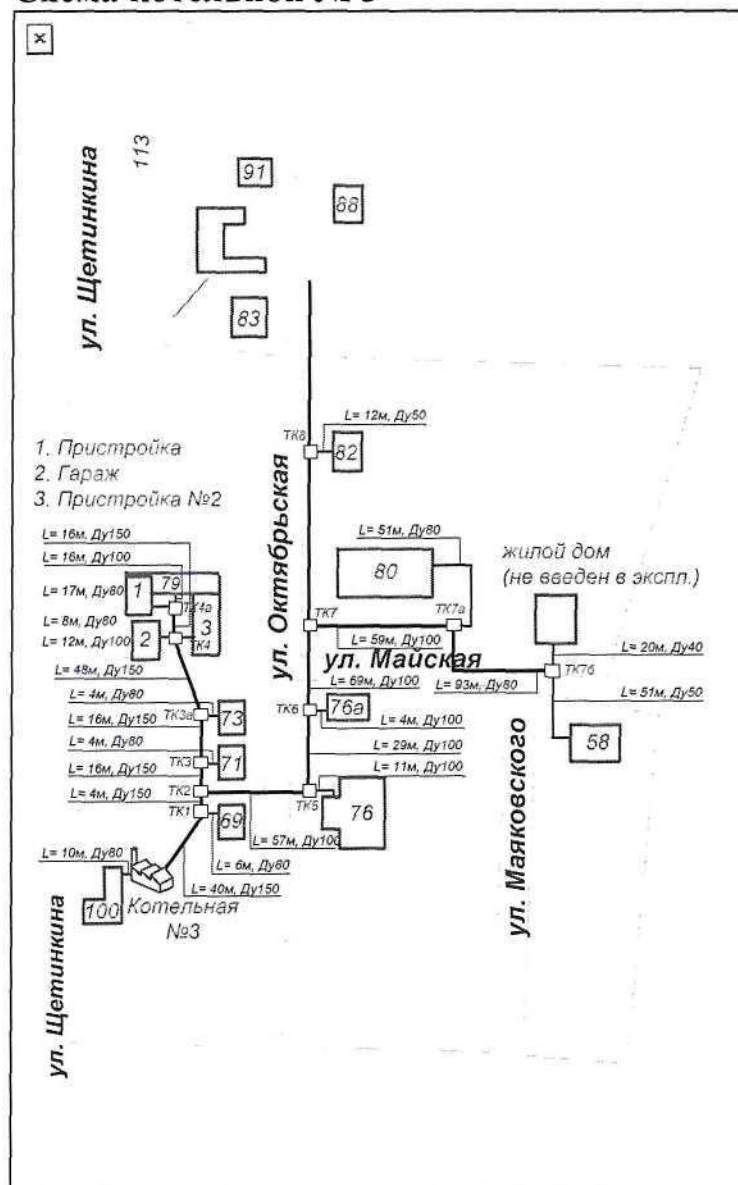 113
ул. Щетинкина
91
88
83
L= 12м, Ду50
ТК8
82
1. Пристройка
2. Гараж
3. Пристройка №2
ул. Октябрьская
L= 16м, Ду150
L= 16м, Ду100
L= 17м, Ду80
L= 8м, Ду80
L= 12м, Ду100
79
1
2
3
ТК4а
ТК4
L= 51м, Ду80
80
жилой дом
(не введен в экспл.)
ТК7
ТК7а
L= 59м, Ду100
ул. Майская
L= 20м, Ду40
L= 48м, Ду150
L= 69м, Ду100
L= 93м, Ду80
ТК7б
L= 51м, Ду50
L= 4м, Ду80
ТК3а
73
ТК6
76а
L= 4м, Ду100
L= 16м, Ду150
58
L= 4м, Ду80
L= 29м, Ду100
ТК3
71
L= 16м, Ду150
L= 11м, Ду100
ул. Маяковского
L= 4м, Ду150
ТК2
ТК5
ТК1
69
76
L= 57м, Ду100
L= 10м, Ду80
L= 6м, Ду80
L= 40м, Ду150
100
Котельная
№3
ул. Щетинкина